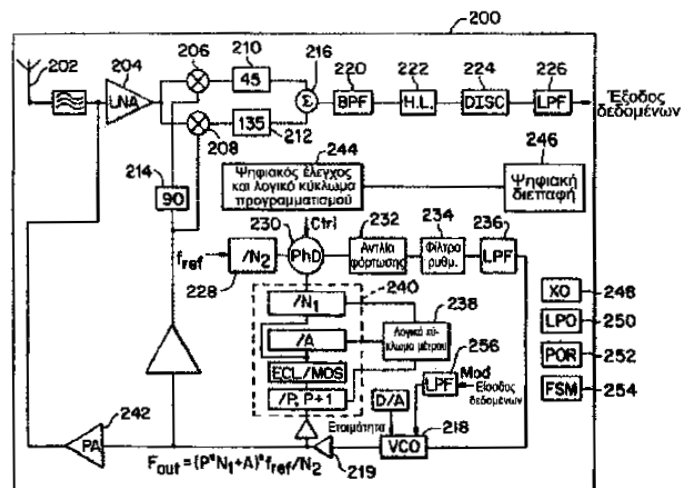 200
202
204
206
210
216
220
222
224
226
LNA
45
Σ
BPF
H.L.
DISC
LPF
Έξοδος
δεδομένων
135
208
212
214
90
244
246
Ψηφιακός έλεγχος
και λογικό κύκλωμα
προγραμματισμού
Ψηφιακή
διεπαφή
230
Ctrl
232
234
236
fref
/N2
PhD
Αντλία
φόρτωσης
Φίλτρο
ρυθμ.
LPF
228
240
238
/N1
/A
ECL/MOS
/P, P+1
Λογικό κύ-
κλωμα μέτρου
XO
248
LPO
250
POR
252
FSM
254
256
LPF
Mod
Είσοδος
δεδομένων
D/A
Ετοιμότητα
VCO
218
219
242
PA
Fout=(P*N1+A)*fref/N2